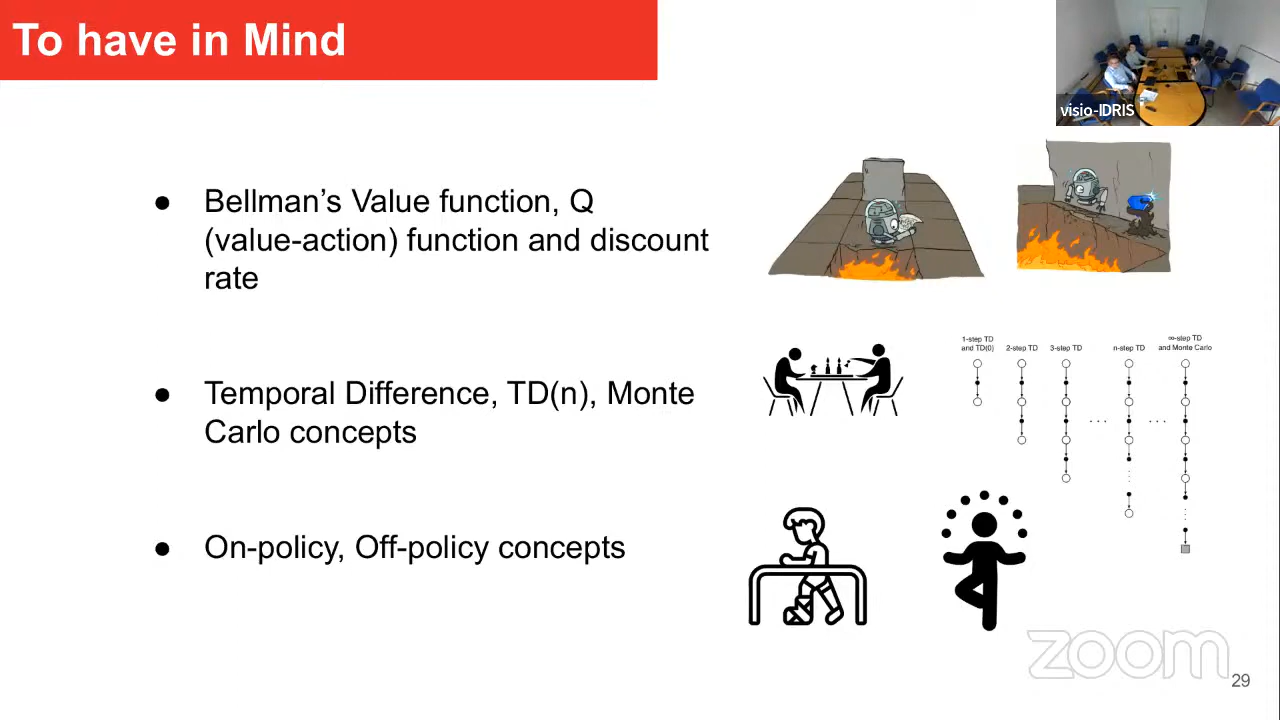 To have in Mind
visio-IDRIS
● Bellman’s Value function, Q
(value-action) function and discount
rate
● Temporal Difference, TD(n), Monte
Carlo concepts
● On-policy, Off-policy concepts
1-step TD
and TD(0)
2-step TD
3-step TD
n-step TD
∞-step TD
and Monte Carlo
zoom
29